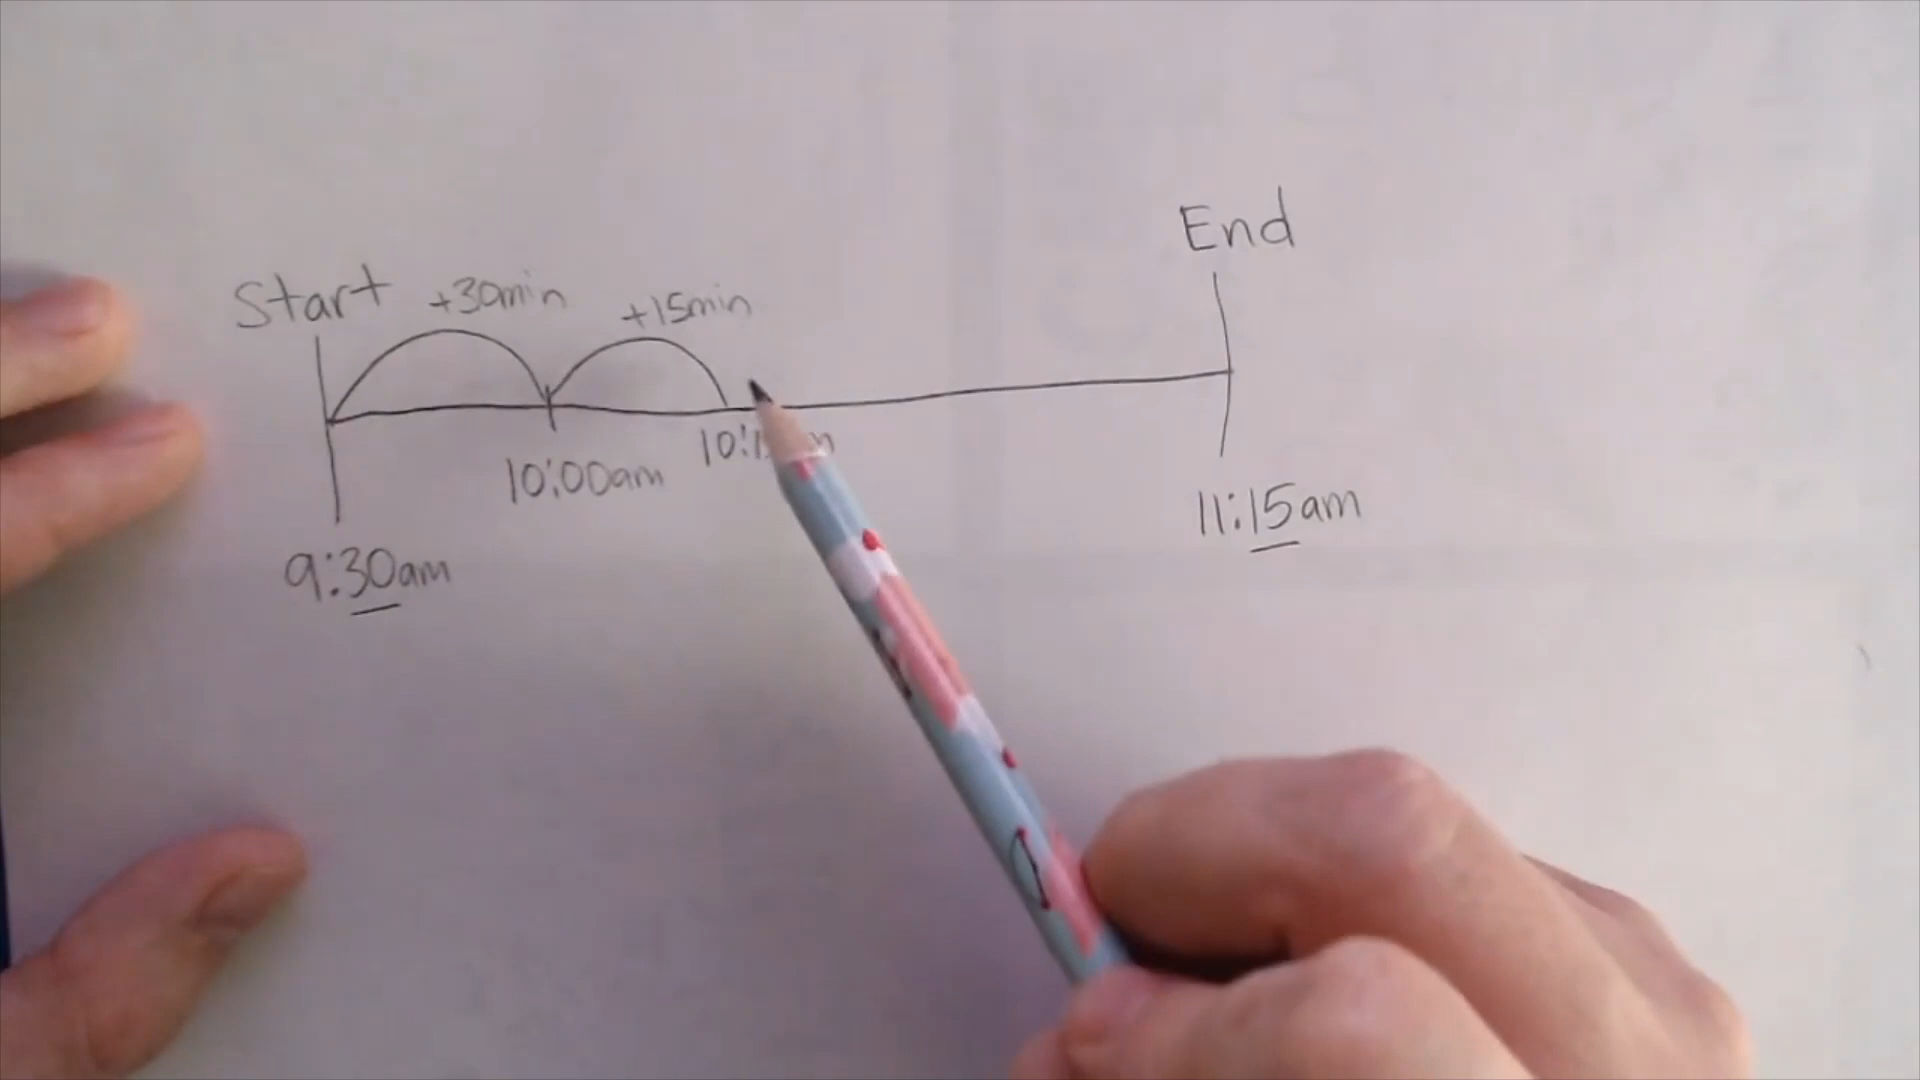 End
Start +30min +15min
10:00am
11:15am
9:30am